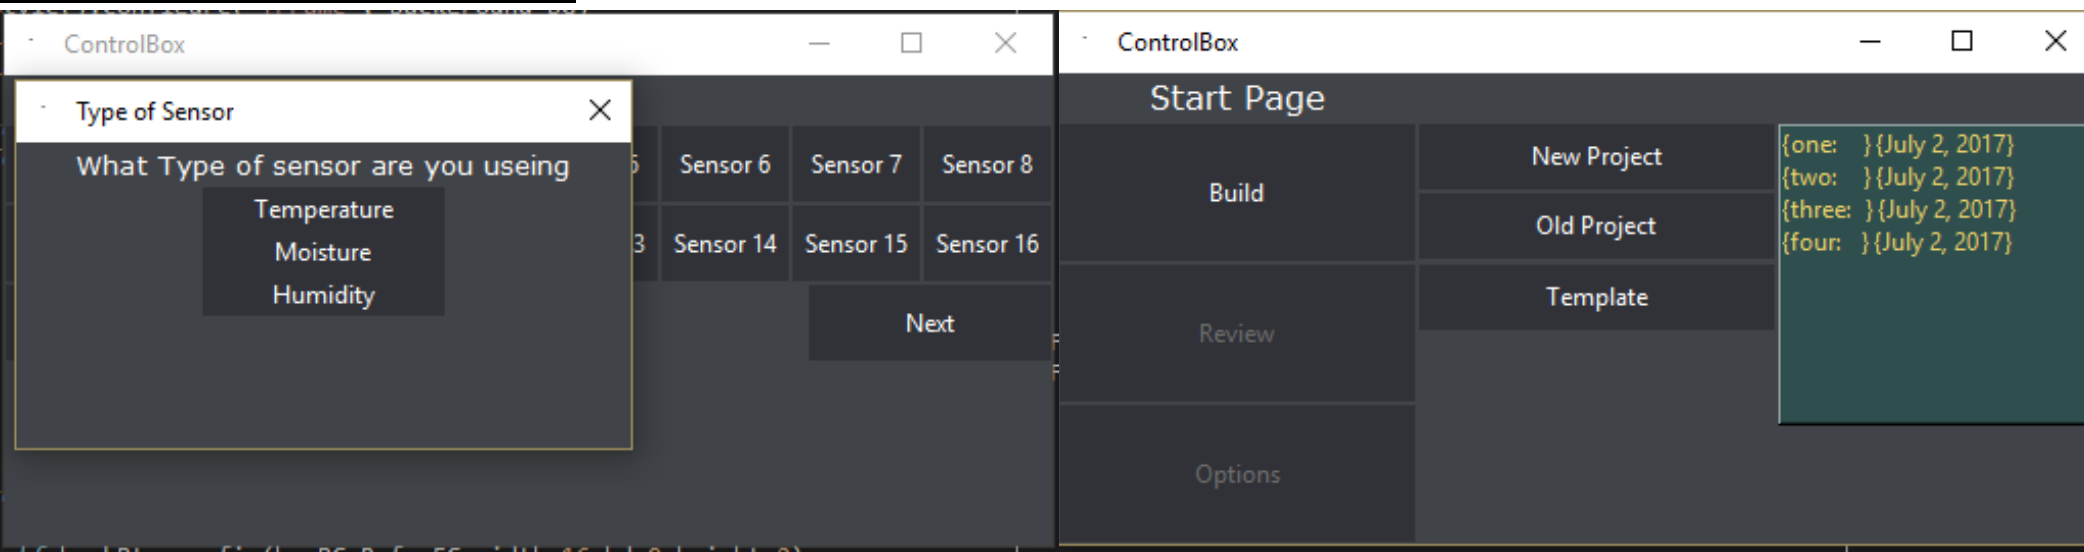 ControlBox
Type of Sensor
What Type of sensor are you useing
Temperature
Moisture
Humidity
Sensor 6 Sensor 7 Sensor 8
3 Sensor 14 Sensor 15 Sensor 16
Next
ControlBox
Start Page
Build
Review
Options
New Project
Old Project
Template
{one: } {July 2, 2017}
{two: } {July 2, 2017}
{three: } {July 2, 2017}
{four: } {July 2, 2017}